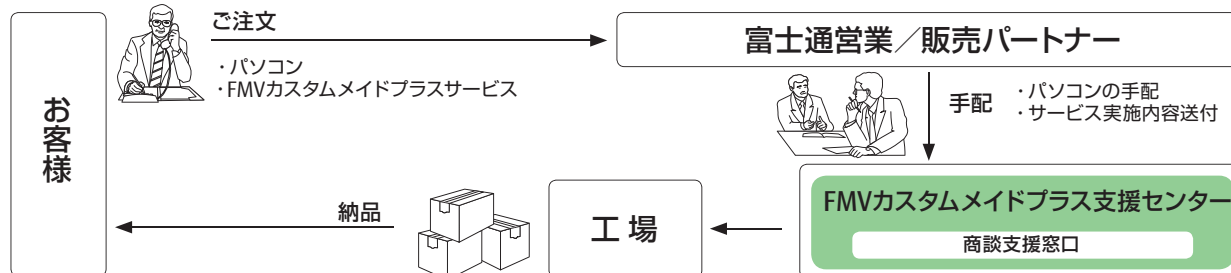 お客様
ご注文
・パソコン
・FMVカスタムメイドプラスサービス
富士通営業／販売パートナー
手配
・パソコンの手配
・サービス実施内容送付
FMVカスタムメイドプラス支援センター
商談支援窓口
工場
納品